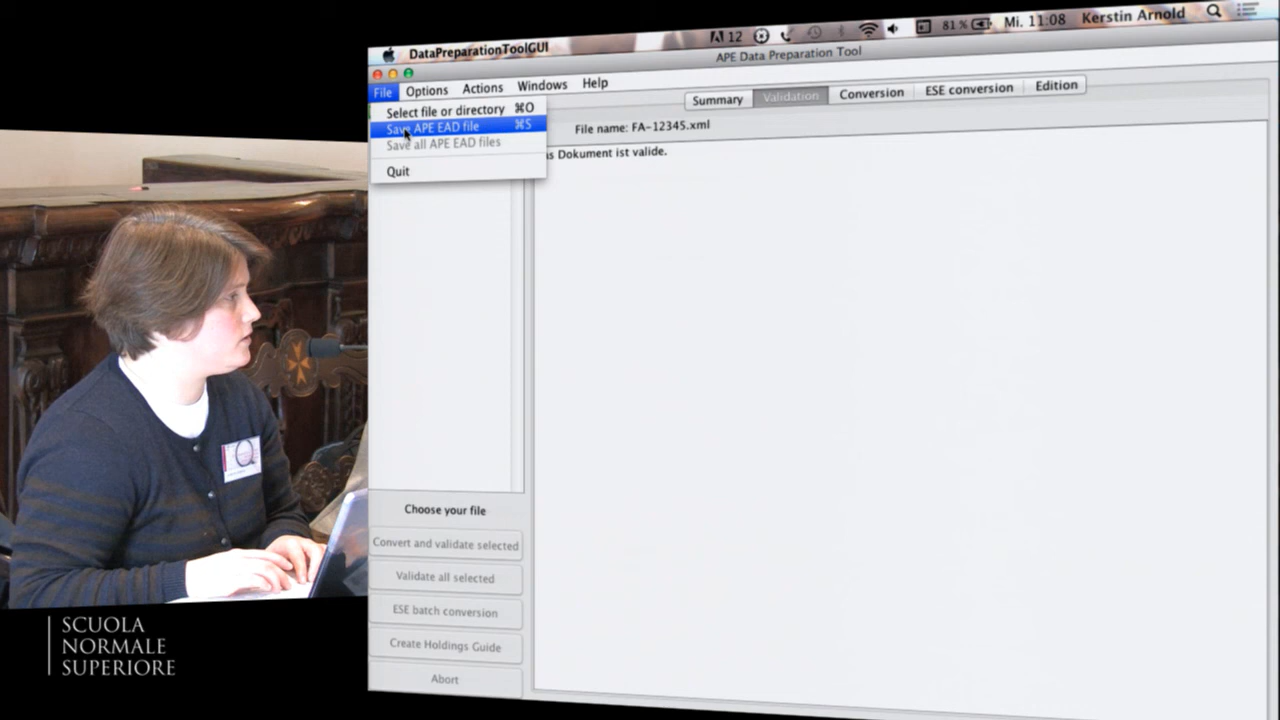 DataPreparationToolGUI
12
81 %
Mi. 11:08 Kerstin Arnold
APE Data Preparation Tool
File Options Actions Windows Help
Select file or directory ⌘O
Save APE EAD file ⌘S
Save all APE EAD files
Quit
Summary Validation Conversion ESE conversion Edition
File name: FA-12345.xml
s Dokument ist valide.
Choose your file
Convert and validate selected
Validate all selected
ESE batch conversion
Create Holdings Guide
Abort
SCUOLA
NORMALE
SUPERIORE